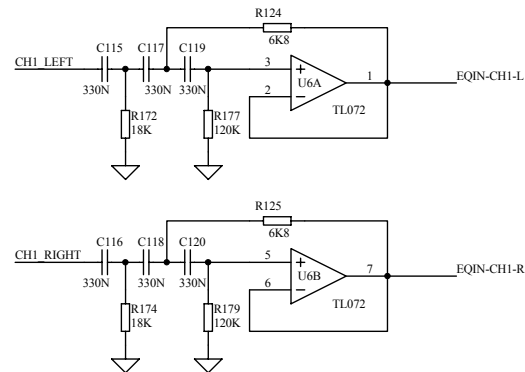 R124
6K8
C115 C117 C119
CH1_LEFT
330N 330N 330N
3
2
1
U6A
TL072
EQIN-CH1-L
R172
18K
R177
120K
R125
6K8
C116 C118 C120
CH1_RIGHT
330N 330N 330N
5
6
7
U6B
TL072
EQIN-CH1-R
R174
18K
R179
120K